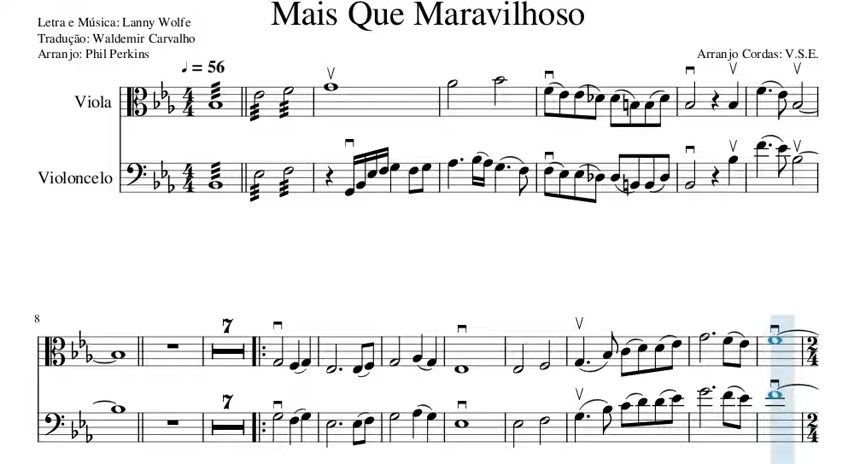 Mais Que Maravilhoso
Letra e Música: Lanny Wolfe
Tradução: Waldemir Carvalho
Arranjo: Phil Perkins
Arranjo Cordas: V.S.E.
♩ = 56
Viola
Violoncelo
8
7
7